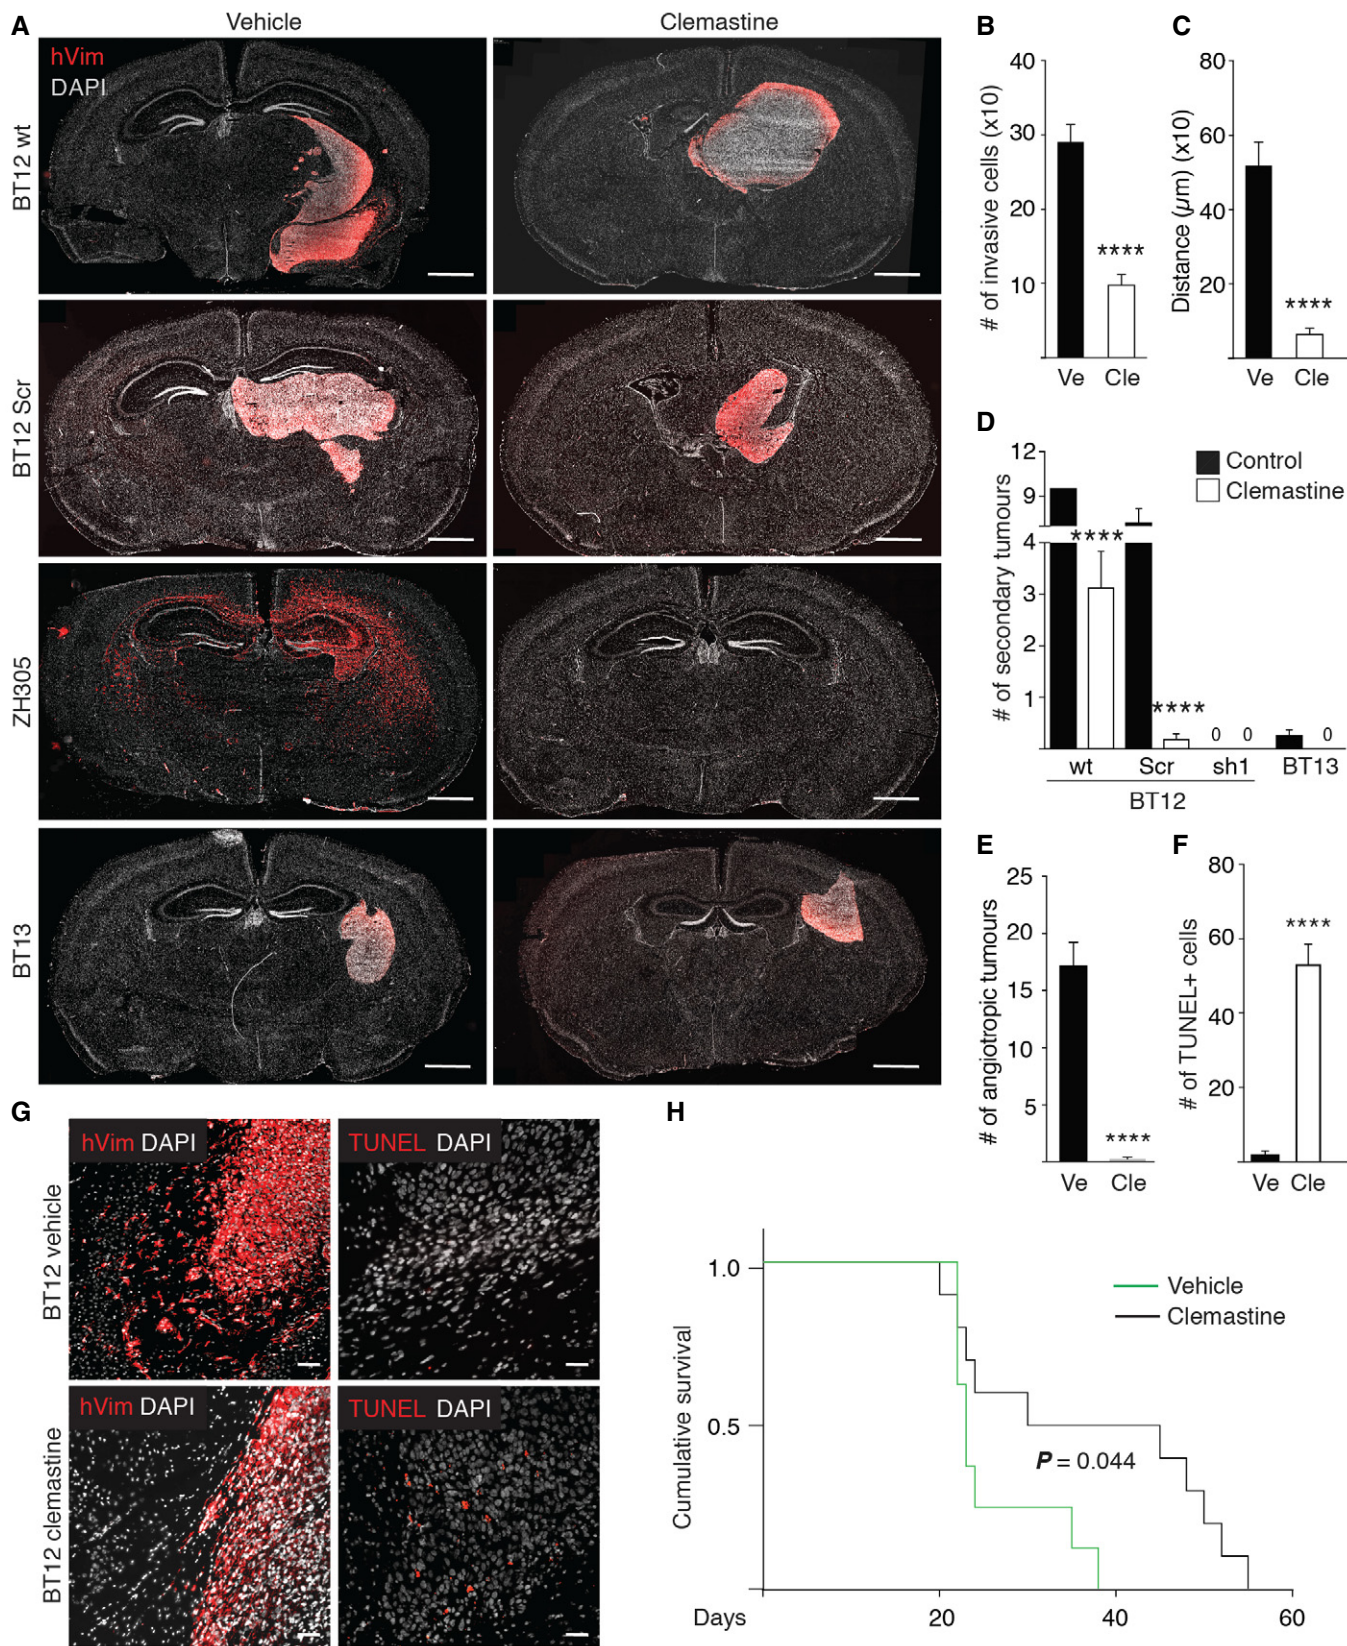 A
Vehicle
Clemastine
hVim
DAPI
BT12 wt
BT12 Scr
ZH305
BT13
B
# of invasive cells (x10)
40
30
20
10
0
****
Ve Cle
C
Distance (µm) (x10)
80
60
40
20
0
****
Ve Cle
D
# of secondary tumours
12
9
4
3
2
1
Control
Clemastine
****
****
0 0 0
wt Scr sh1 BT13
BT12
E
# of angiotropic tumours
25
20
15
10
5
****
Ve Cle
F
# of TUNEL+ cells
80
60
40
20
****
Ve Cle
G
BT12 vehicle
hVim DAPI
TUNEL DAPI
BT12 clemastine
hVim DAPI
TUNEL DAPI
H
Cumulative survival
1.0
0.5
Vehicle
Clemastine
P = 0.044
Days 20 40 60